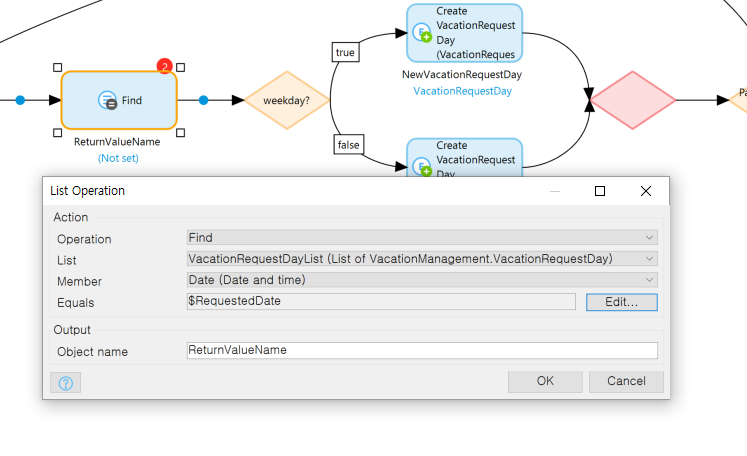 Create
VacationRequest
Day
(VacationReques
2
true
Find
weekday?
NewVacationRequestDay
VacationRequestDay
ReturnValueName
(Not set)
false
Create
VacationRequest
Day
List Operation
Action
Operation
Find
List
VacationRequestDayList (List of VacationManagement.VacationRequestDay)
Member
Date (Date and time)
Equals
$RequestedDate
Edit...
Output
Object name
ReturnValueName
OK
Cancel